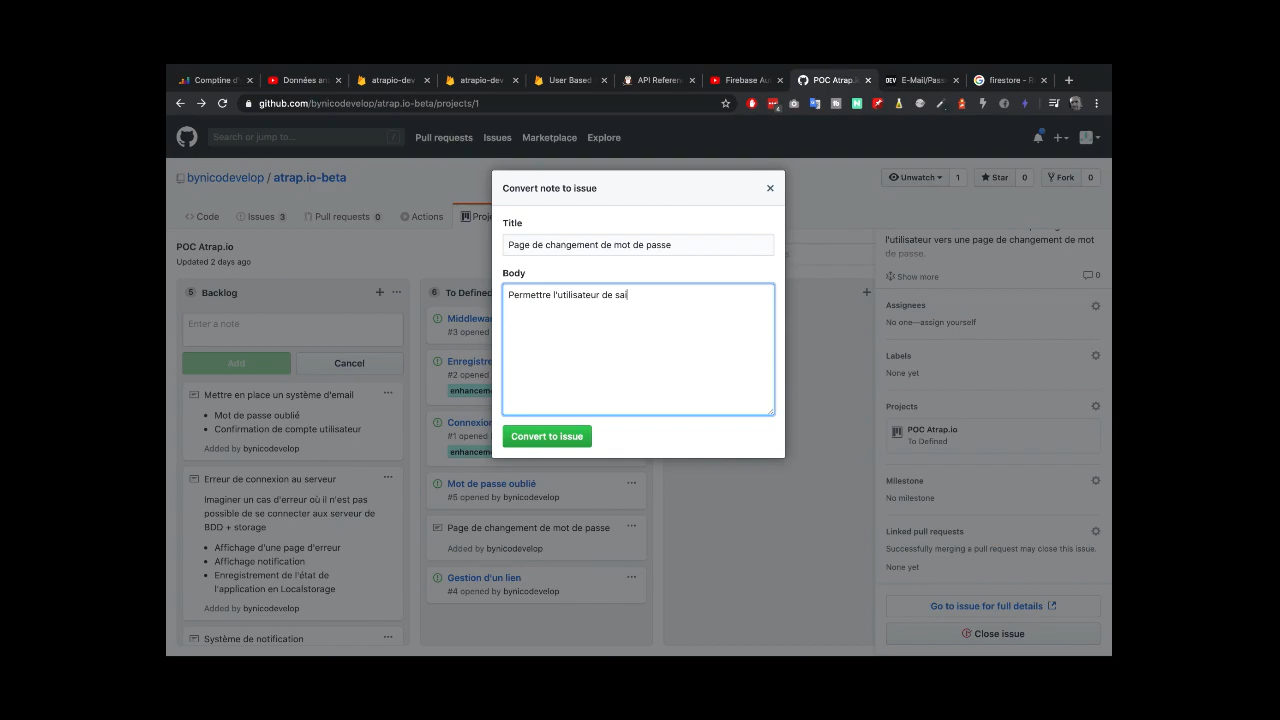 Comptine d'
Données an
atrapio-dev
atrapio-dev
User Based
API Referen
Firebase Au
POC Atrap.i
E-Mail/Pass
firestore - R
github.com/bynicodevelop/atrap.io-beta/projects/1
Search or jump to...
Pull requests
Issues
Marketplace
Explore
bynicodevelop / atrap.io-beta
Unwatch
1
Star
0
Fork
0
Code
Issues 3
Pull requests 0
Actions
Proje
POC Atrap.io
Updated 2 days ago
5 Backlog
Enter a note
Add
Cancel
Mettre en place un système d'email
Mot de passe oublié
Confirmation de compte utilisateur
Added by bynicodevelop
Erreur de connexion au serveur
Imaginer un cas d'erreur où il n'est pas
possible de se connecter aux serveur de
BDD + storage
Affichage d'une page d'erreur
Affichage notification
Enregistrement de l'état de
l'application en Localstorage
Added by bynicodevelop
Système de notification
6 To Defined
Middlewar
#3 opened
Enregistre
#2 opened
enhancem
Connexion
#1 opened
enhancem
Mot de passe oublié
#5 opened by bynicodevelop
Page de changement de mot de passe
Added by bynicodevelop
Gestion d'un lien
#4 opened by bynicodevelop
Convert note to issue
Title
Page de changement de mot de passe
Body
Permettre l'utilisateur de sai
Convert to issue
l'utilisateur vers une page de changement de mot
de passe.
Show more
0
Assignees
No one—assign yourself
Labels
None yet
Projects
POC Atrap.io
To Defined
Milestone
No milestone
Linked pull requests
Successfully merging a pull request may close this issue.
None yet
Go to issue for full details
Close issue